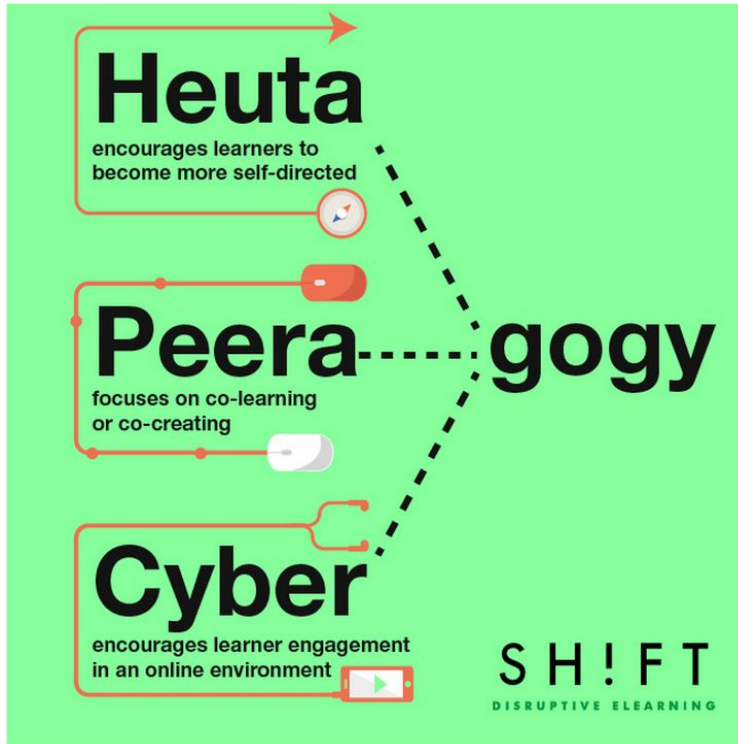 Heuta
encourages learners to
become more self-directed
Peera
gogy
focuses on co-learning
or co-creating
Cyber
encourages learner engagement
in an online environment
SH!FT
DISRUPTIVE ELEARNING